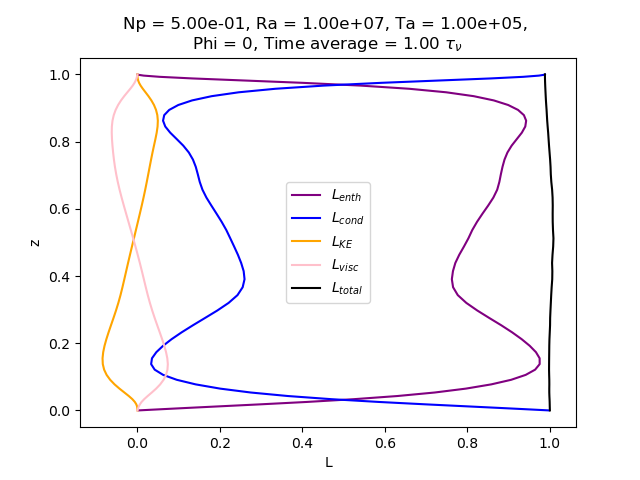 Np = 5.00e-01, Ra = 1.00e+07, Ta = 1.00e+05,
Phi = 0, Time average = 1.00 τ_ν
1.0
0.8
0.6
0.4
0.2
0.0
z
L_enth
L_cond
L_KE
L_visc
L_total
0.0 0.2 0.4 0.6 0.8 1.0
L